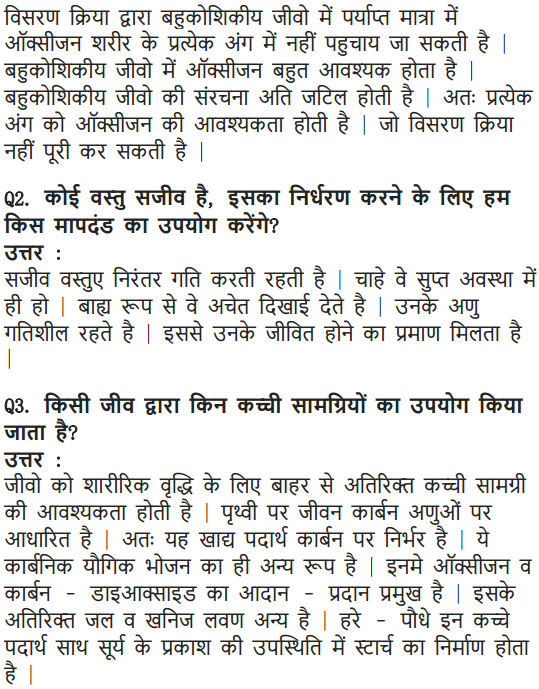 विसरण क्रिया द्वारा बहुकोशिकीय जीवो में पर्याप्त मात्रा में
ऑक्सीजन शरीर के प्रत्येक अंग में नहीं पहुचाय जा सकती है |
बहुकोशिकीय जीवो में ऑक्सीजन बहुत आवश्यक होता है |
बहुकोशिकीय जीवो की संरचना अति जटिल होती है | अतः प्रत्येक
अंग को ऑक्सीजन की आवश्यकता होती है | जो विसरण क्रिया
नहीं पूरी कर सकती है |
Q2. कोई वस्तु सजीव है, इसका निर्धरण करने के लिए हम
किस मापदंड का उपयोग करेंगे?
उत्तर :
सजीव वस्तुए निरंतर गति करती रहती है | चाहे वे सुप्त अवस्था में
ही हो | बाह्य रूप से वे अचेत दिखाई देते है | उनके अणु
गतिशील रहते है | इससे उनके जीवित होने का प्रमाण मिलता है
|
Q3. किसी जीव द्वारा किन कच्ची सामग्रियों का उपयोग किया
जाता है?
उत्तर :
जीवो को शारीरिक वृद्धि के लिए बाहर से अतिरिक्त कच्ची सामग्री
की आवश्यकता होती है | पृथ्वी पर जीवन कार्बन अणुओं पर
आधारित है | अतः यह खाद्य पदार्थ कार्बन पर निर्भर है | ये
कार्बनिक यौगिक भोजन का ही अन्य रूप है | इनमे ऑक्सीजन व
कार्बन - डाइआक्साइड का आदान - प्रदान प्रमुख है | इसके
अतिरिक्त जल व खनिज लवण अन्य है | हरे - पौधे इन कच्चे
पदार्थ साथ सूर्य के प्रकाश की उपस्थिति में स्टार्च का निर्माण होता
है |